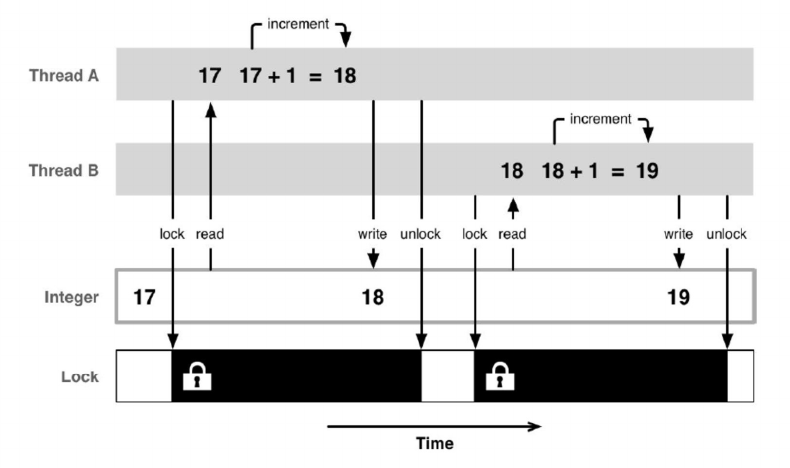 increment
Thread A 17 17 + 1 = 18
increment
Thread B 18 18 + 1 = 19
lock read write unlock lock read write unlock
Integer 17 18 19
Lock
Time